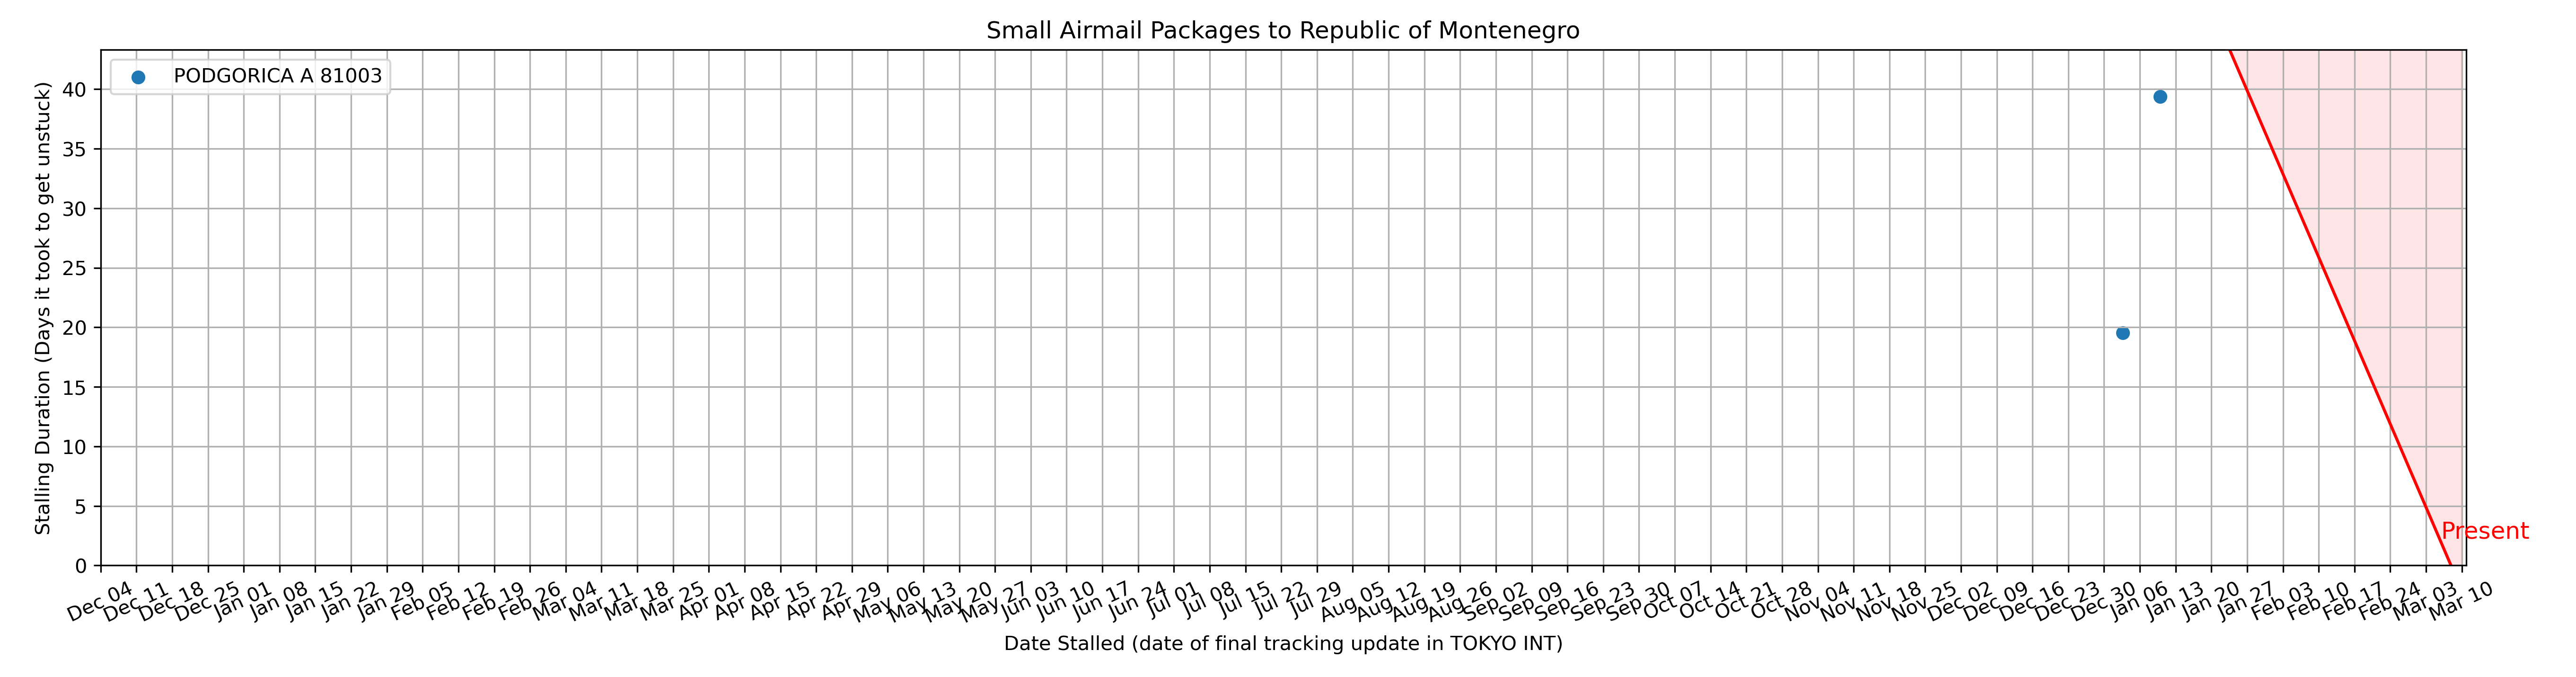 Small Airmail Packages to Republic of Montenegro
PODGORICA A 81003
Stalling Duration (Days it took to get unstuck)
40
35
30
25
20
15
10
5
0
Present
Dec 04 Dec 11 Dec 18 Dec 25 Jan 01 Jan 08 Jan 15 Jan 22 Jan 29 Feb 05 Feb 12 Feb 19 Feb 26 Mar 04 Mar 11 Mar 18 Mar 25 Apr 01 Apr 08 Apr 15 Apr 22 Apr 29 May 06 May 13 May 20 May 27 Jun 03 Jun 10 Jun 17 Jun 24 Jul 01 Jul 08 Jul 15 Jul 22 Jul 29 Aug 05 Aug 12 Aug 19 Aug 26 Sep 02 Sep 09 Sep 16 Sep 23 Sep 30 Oct 07 Oct 14 Oct 21 Oct 28 Nov 04 Nov 11 Nov 18 Nov 25 Dec 02 Dec 09 Dec 16 Dec 23 Dec 30 Jan 06 Jan 13 Jan 20 Jan 27 Feb 03 Feb 10 Feb 17 Feb 24 Mar 03 Mar 10
Date Stalled (date of final tracking update in TOKYO INT)